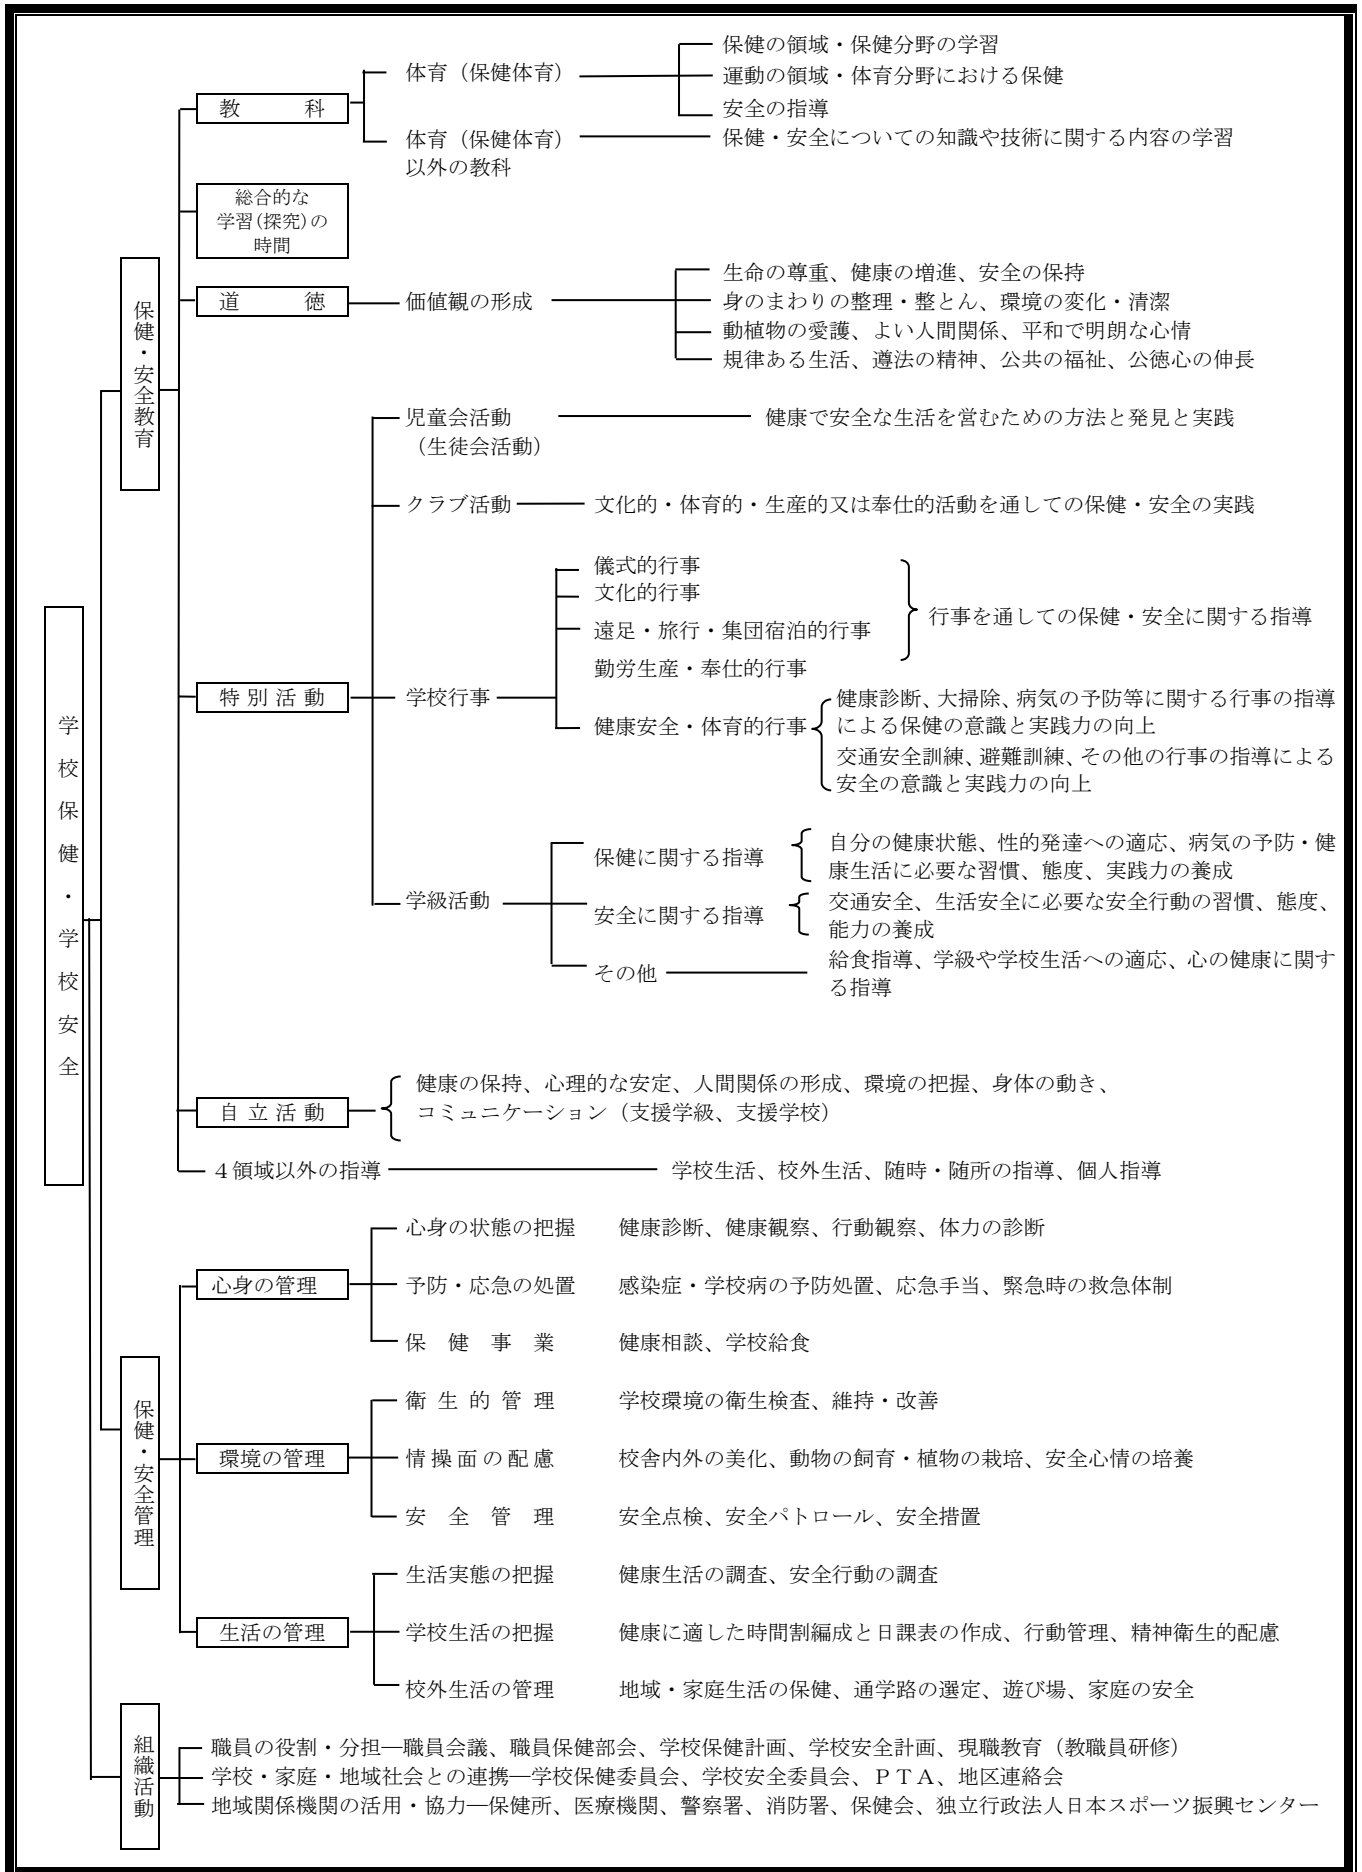 学校保健・学校安全
保健・安全教育
教科
体育（保健体育）
保健の領域・保健分野の学習
運動の領域・体育分野における保健
安全の指導
体育（保健体育）
以外の教科
保健・安全についての知識や技術に関する内容の学習
総合的な
学習(探究)の
時間
道徳
価値観の形成
生命の尊重、健康の増進、安全の保持
身のまわりの整理・整とん、環境の変化・清潔
動植物の愛護、よい人間関係、平和で明朗な心情
規律ある生活、遵法の精神、公共の福祉、公徳心の伸長
特別活動
児童会活動
（生徒会活動）
健康で安全な生活を営むための方法と発見と実践
クラブ活動
文化的・体育的・生産的又は奉仕的活動を通しての保健・安全の実践
学校行事
儀式的行事
文化的行事
遠足・旅行・集団宿泊的行事
勤労生産・奉仕的行事
行事を通しての保健・安全に関する指導
健康安全・体育的行事
健康診断、大掃除、病気の予防等に関する行事の指導
による保健の意識と実践力の向上
交通安全訓練、避難訓練、その他の行事の指導による
安全の意識と実践力の向上
学級活動
保健に関する指導
自分の健康状態、性的発達への適応、病気の予防・健
康生活に必要な習慣、態度、実践力の養成
安全に関する指導
交通安全、生活安全に必要な安全行動の習慣、態度、
能力の養成
その他
給食指導、学級や学校生活への適応、心の健康に関す
る指導
自立活動
健康の保持、心理的な安定、人間関係の形成、環境の把握、身体の動き、
コミュニケーション（支援学級、支援学校）
４領域以外の指導
学校生活、校外生活、随時・随所の指導、個人指導
保健・安全管理
心身の管理
心身の状態の把握
健康診断、健康観察、行動観察、体力の診断
予防・応急の処置
感染症・学校病の予防処置、応急手当、緊急時の救急体制
保健事業
健康相談、学校給食
環境の管理
衛生的管理
学校環境の衛生検査、維持・改善
情操面の配慮
校舎内外の美化、動物の飼育・植物の栽培、安全心情の培養
安全管理
安全点検、安全パトロール、安全措置
生活の管理
生活実態の把握
健康生活の調査、安全行動の調査
学校生活の把握
健康に適した時間割編成と日課表の作成、行動管理、精神衛生的配慮
校外生活の管理
地域・家庭生活の保健、通学路の選定、遊び場、家庭の安全
組織活動
職員の役割・分担―職員会議、職員保健部会、学校保健計画、学校安全計画、現職教育（教職員研修）
学校・家庭・地域社会との連携―学校保健委員会、学校安全委員会、ＰＴＡ、地区連絡会
地域関係機関の活用・協力―保健所、医療機関、警察署、消防署、保健会、独立行政法人日本スポーツ振興センター